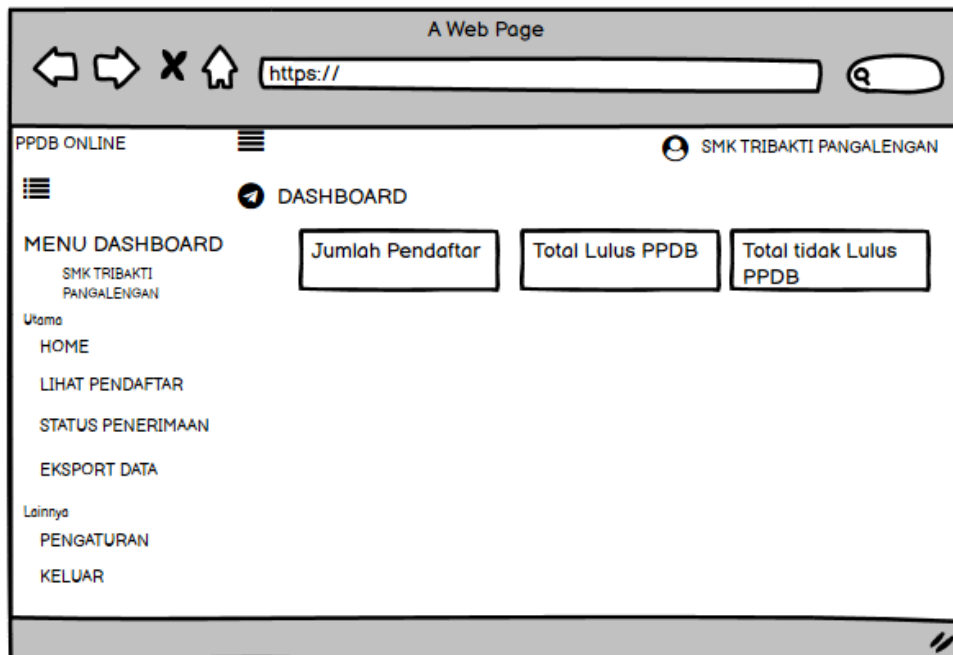 A Web Page
https://
PPDB ONLINE
SMK TRIBAKTI PANGALENGAN
DASHBOARD
MENU DASHBOARD
SMK TRIBAKTI
PANGALENGAN
Utama
HOME
LIHAT PENDAFTAR
STATUS PENERIMAAN
EKSPORT DATA
Lainnya
PENGATURAN
KELUAR
Jumlah Pendaftar
Total Lulus PPDB
Total tidak Lulus
PPDB